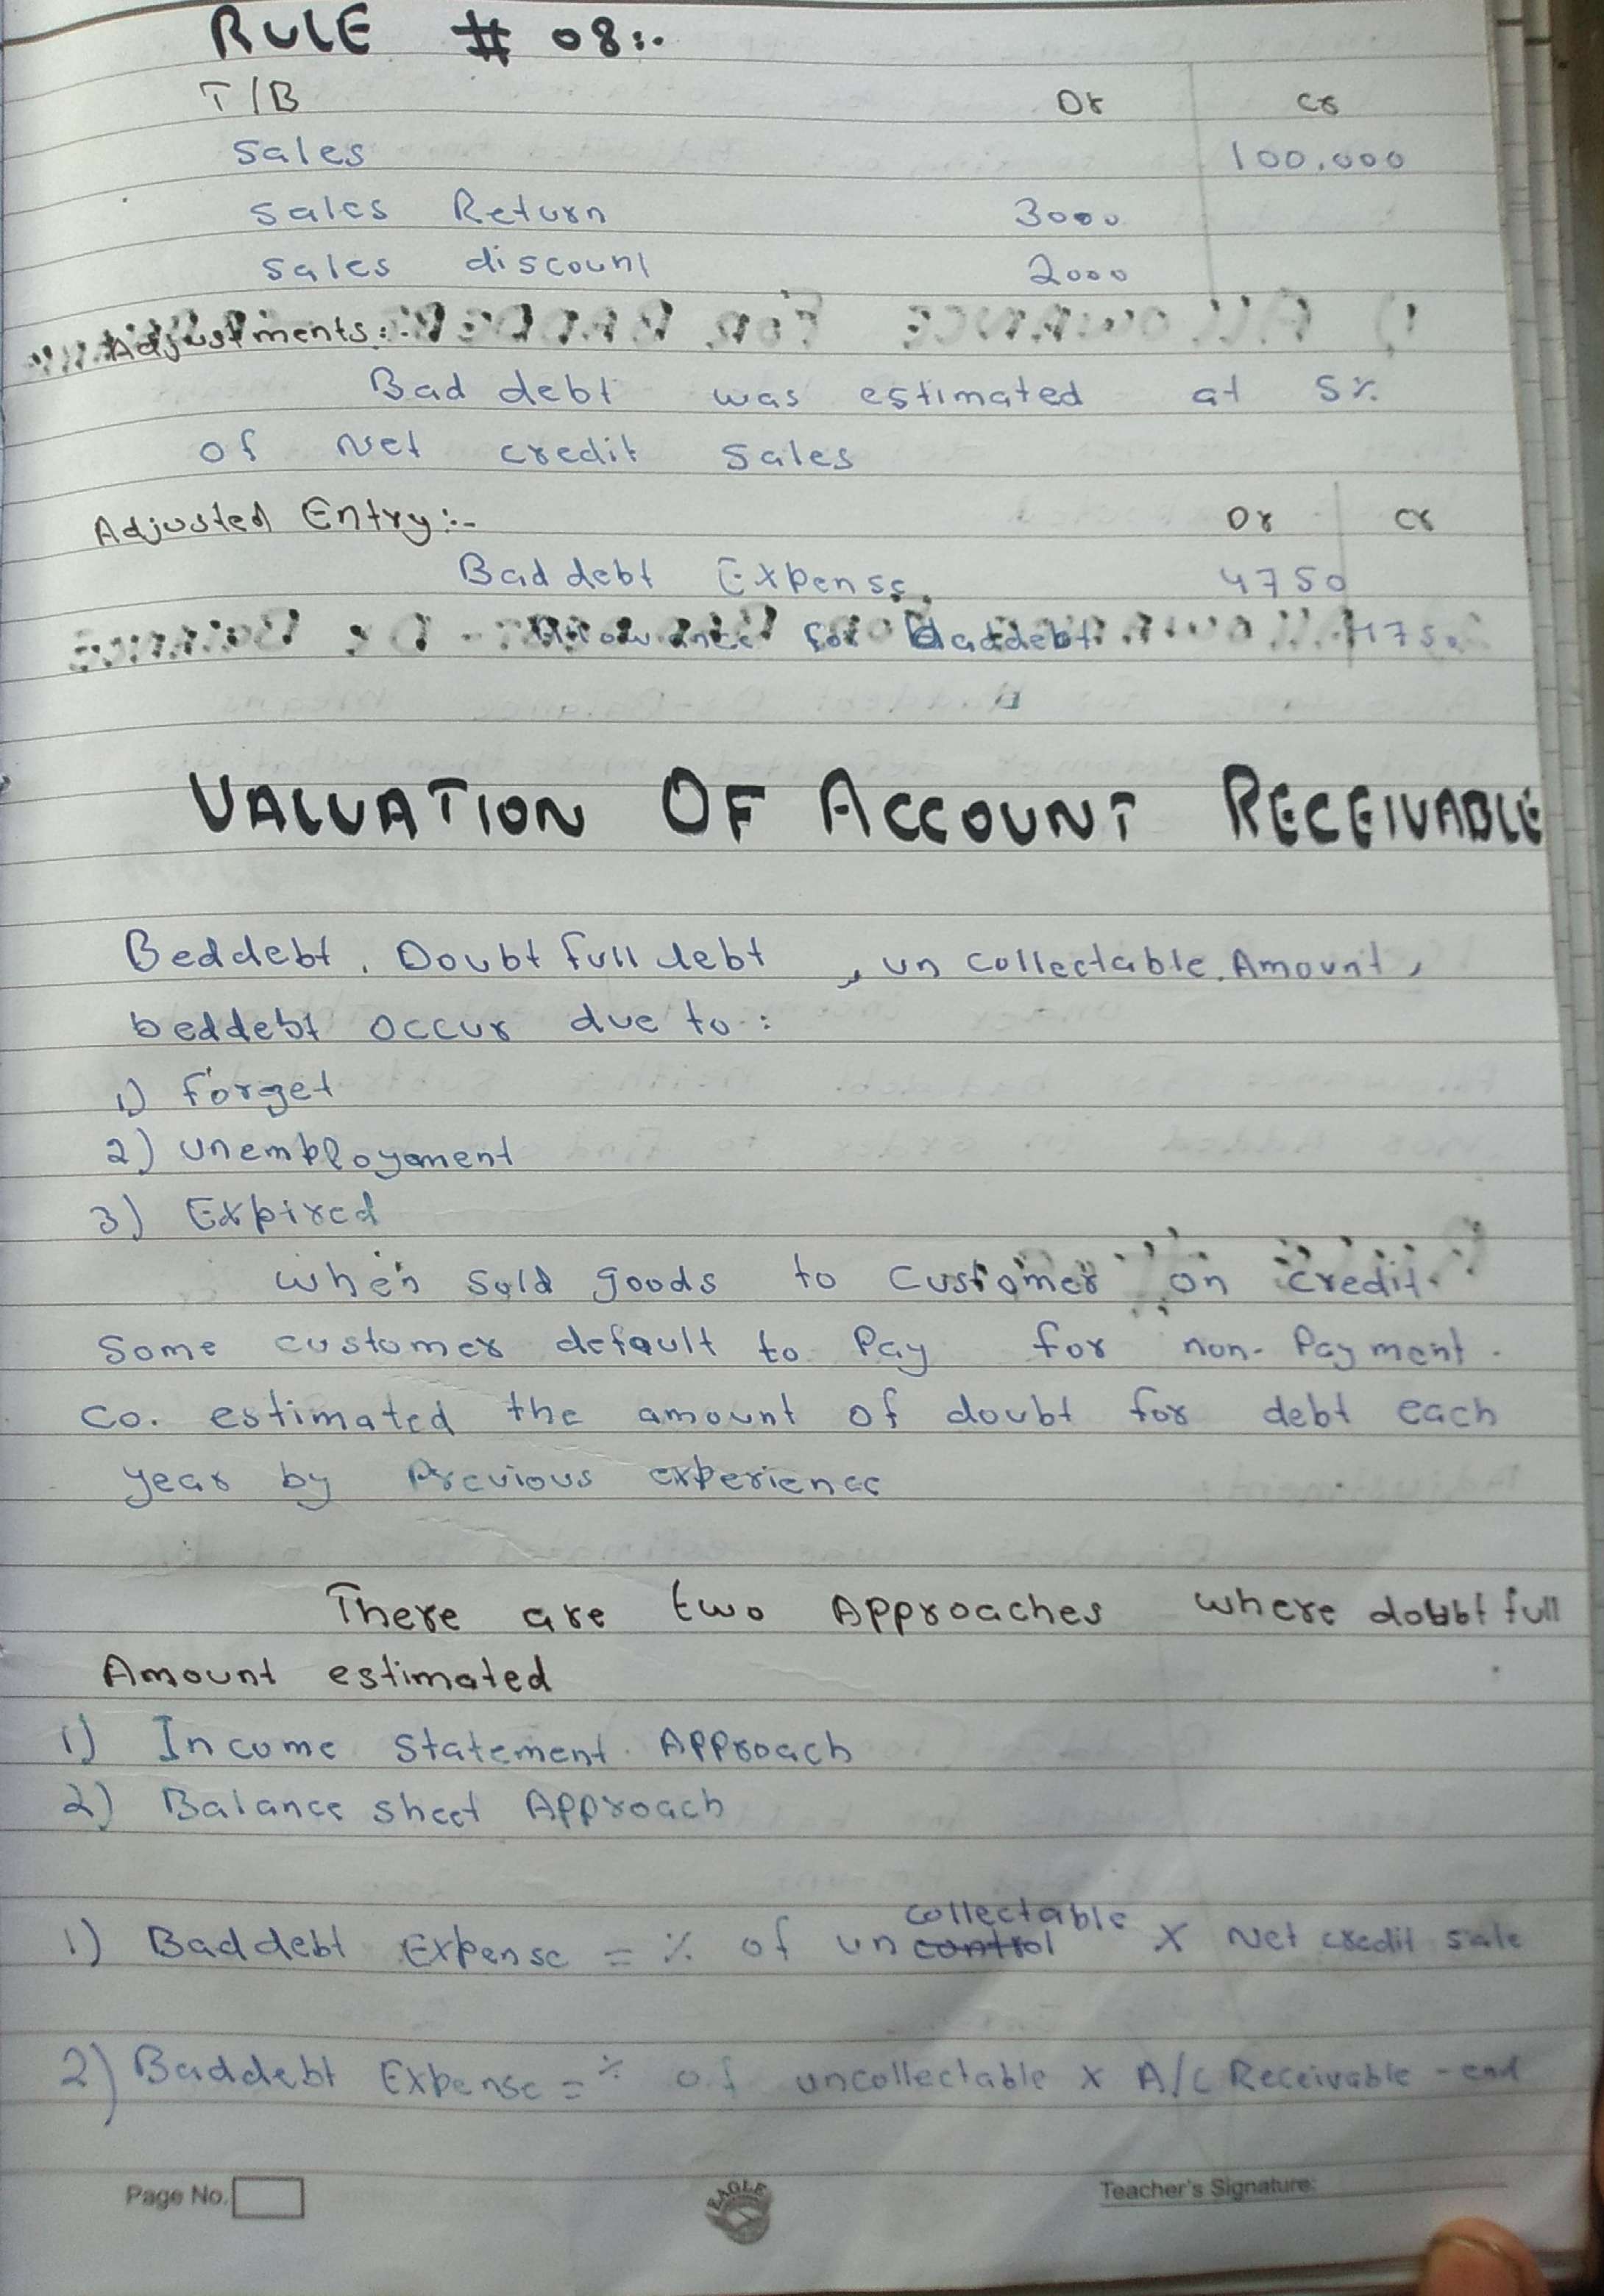 RULE # 08:-
T/B Dr Cr
Sales 100,000
Sales Return 3000
Sales discount 2000
Adjustments:-
Bad debt was estimated at 5%
of Net credit Sales
Adjusted Entry:- Dr Cr
Bad debt Expense 4750
Allowance for Baddebt 4750
VALUATION OF ACCOUNT RECEIVABLE
Beddebt, Doubt full debt, un collectable Amount,
beddebt occur due to :
1) forget
2) unemployement
3) Expired
when sold goods to customer on credit.
Some customer default to Pay for non-Payment.
Co. estimated the amount of doubt for debt each
year by Previous experience
There are two Approaches where doubt full
Amount estimated
1) Income Statement Approach
2) Balance sheet Approach
collectable
1) Baddebt Expense = % of uncontrol x Net credit sale
2) Baddebt Expense = % of uncollectable x A/C Receivable - end
Page No. EAGLE Teacher's Signature: